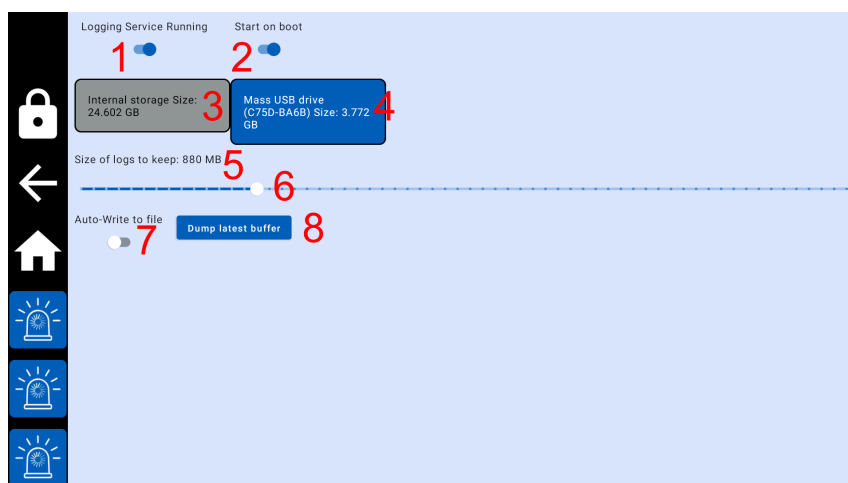 Logging Service Running Start on boot
1 2
Internal storage Size: 3 Mass USB drive 4
24.602 GB (C75D-BA6B) Size: 3.772
GB
Size of logs to keep: 880 MB 5
6
Auto-Write to file
7 Dump latest buffer 8